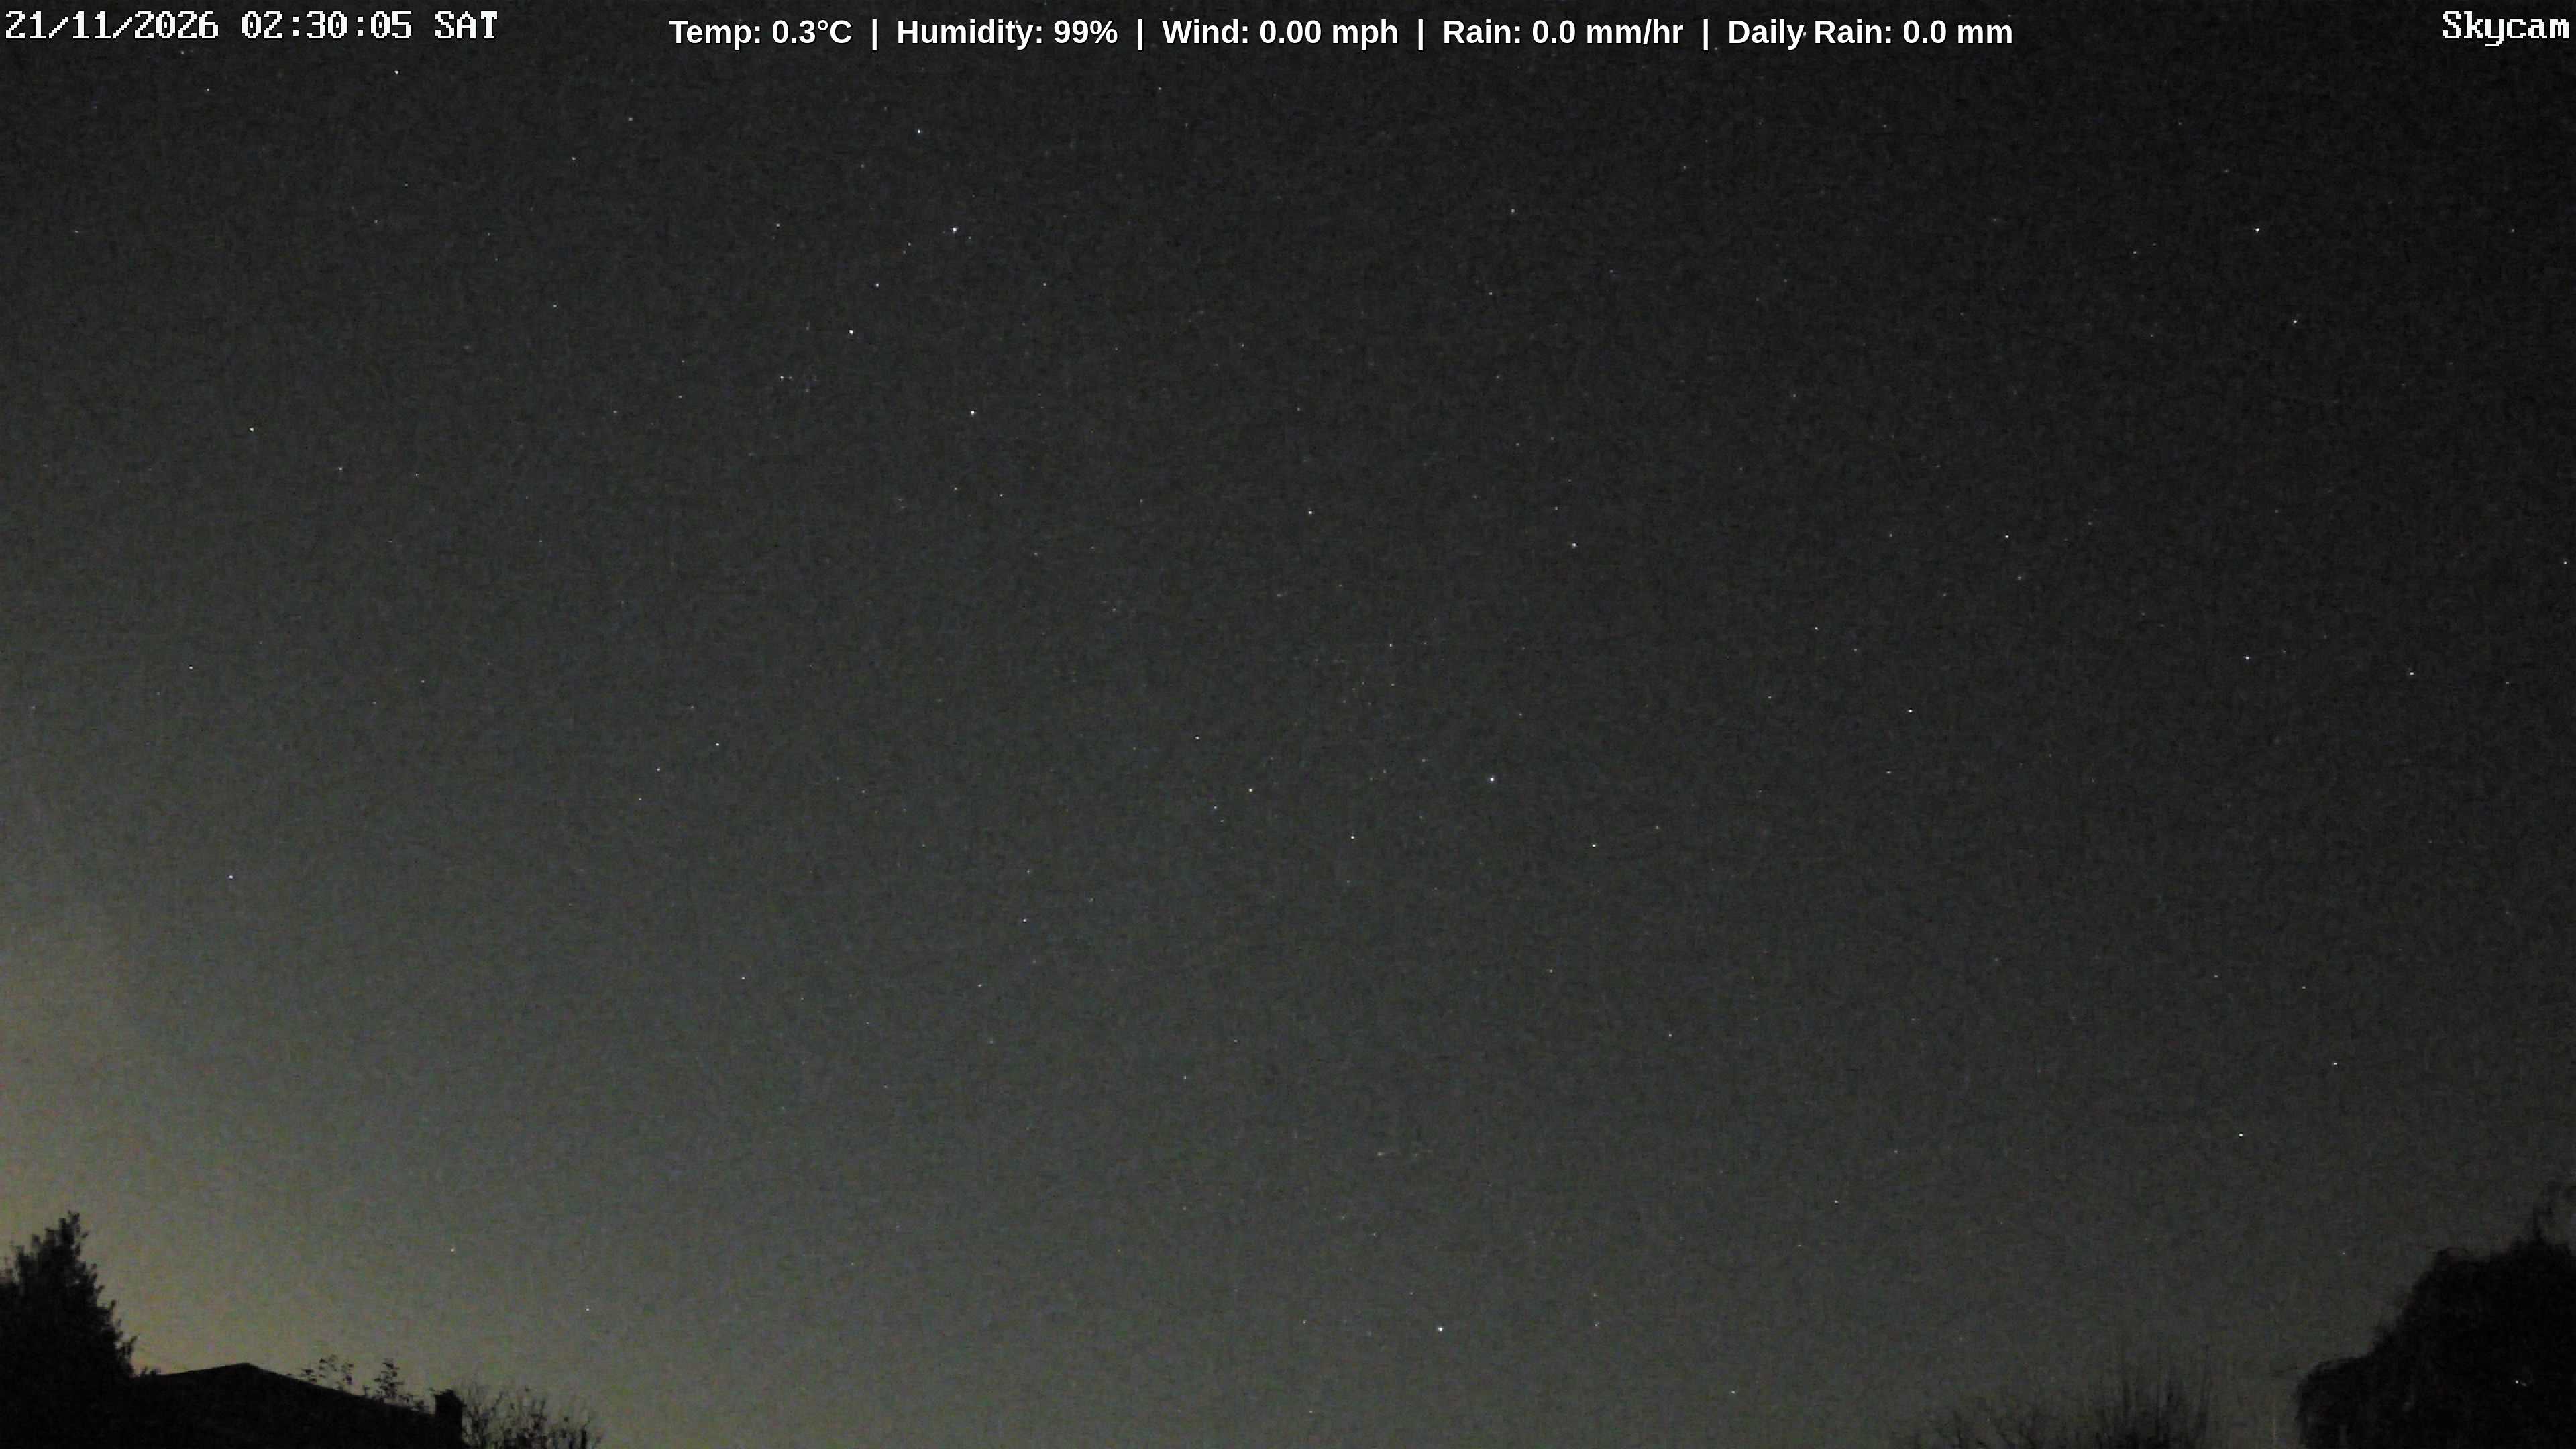 21/11/2026 02:30:05 SAT
Temp: 0.3°C | Humidity: 99% | Wind: 0.00 mph | Rain: 0.0 mm/hr | Daily Rain: 0.0 mm
Skycam